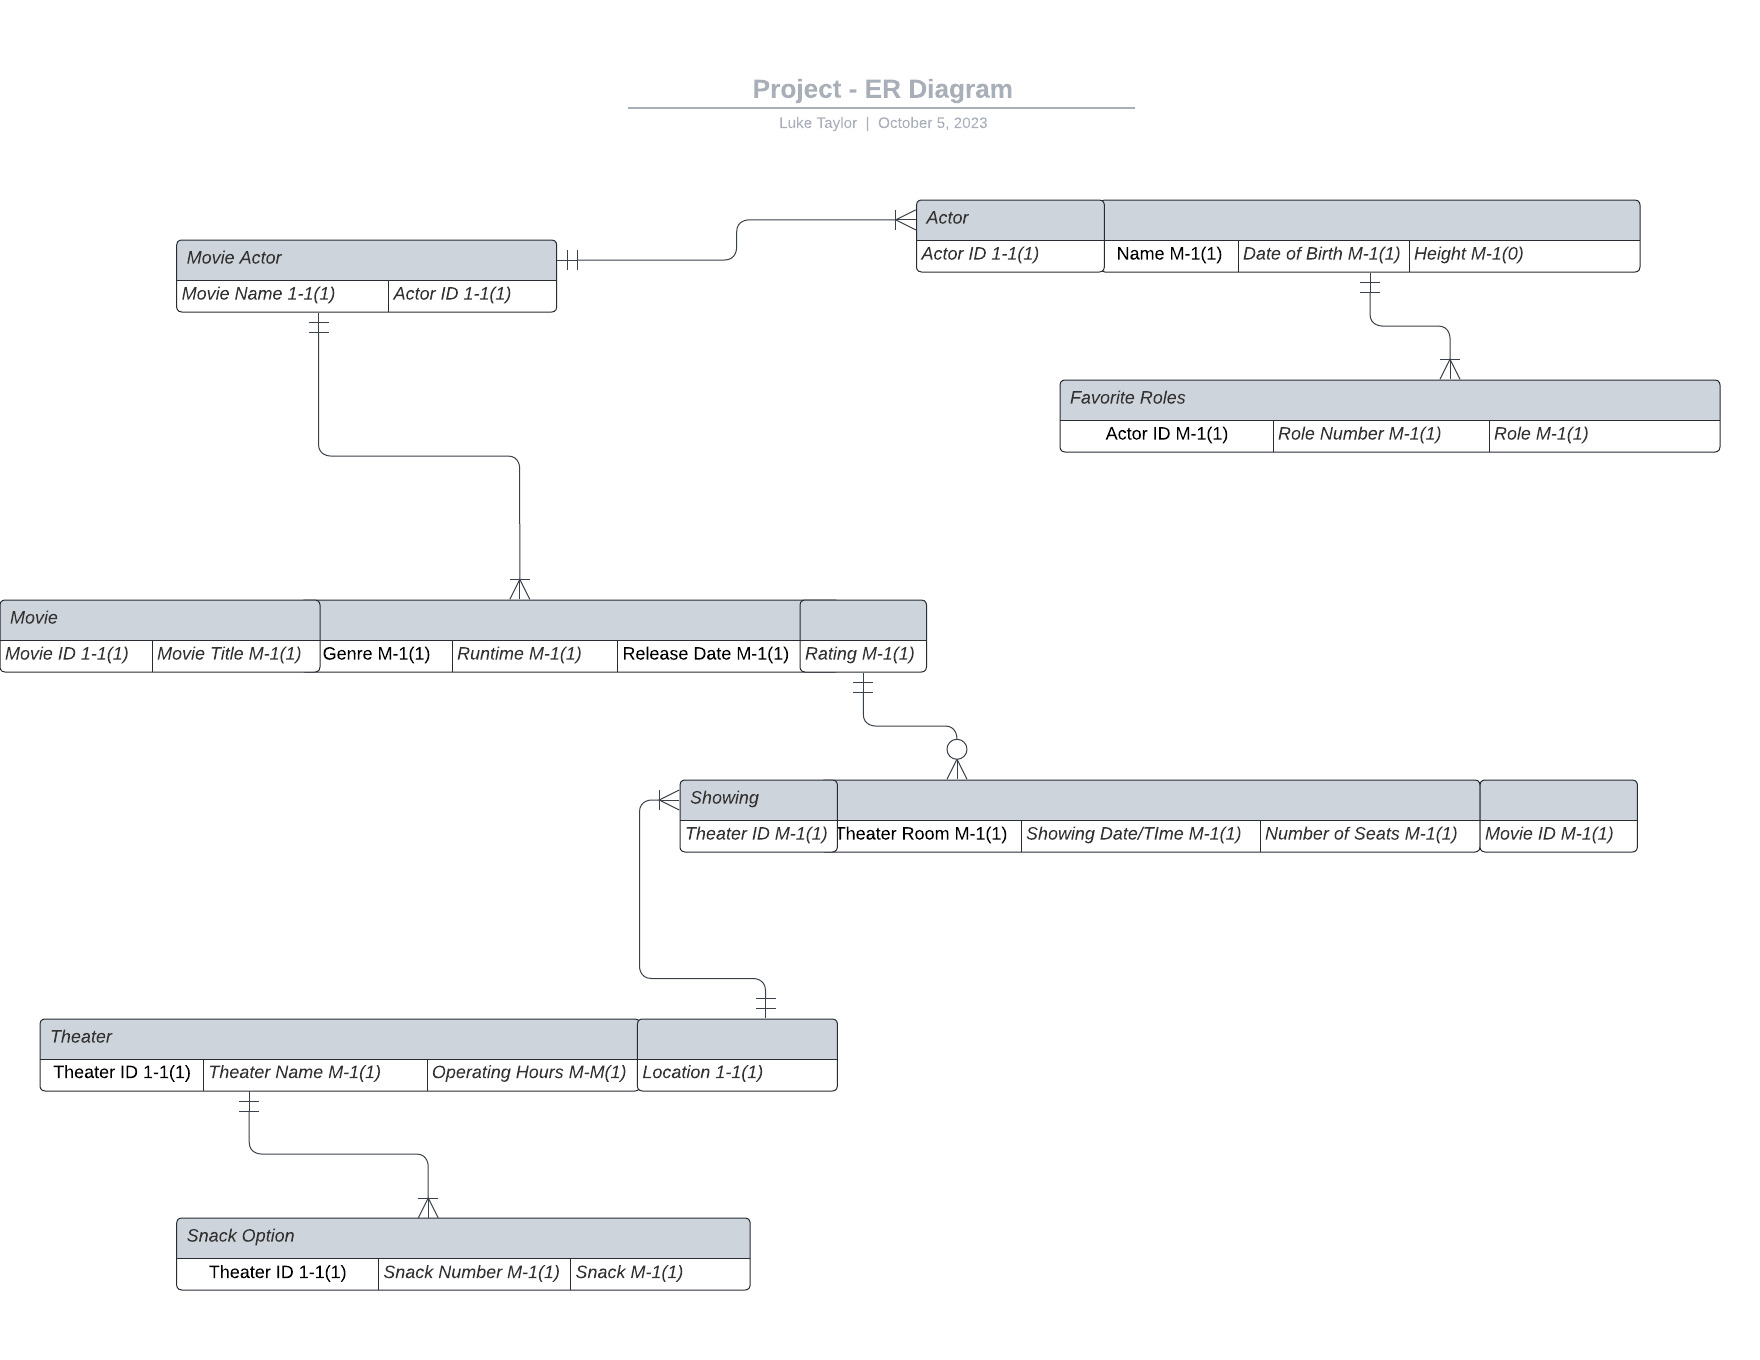 Project - ER Diagram
Luke Taylor | October 5, 2023
Actor
Actor ID 1-1(1) Name M-1(1) Date of Birth M-1(1) Height M-1(0)
Movie Actor
Movie Name 1-1(1) Actor ID 1-1(1)
Favorite Roles
Actor ID M-1(1) Role Number M-1(1) Role M-1(1)
Movie
Movie ID 1-1(1) Movie Title M-1(1) Genre M-1(1) Runtime M-1(1) Release Date M-1(1) Rating M-1(1)
Showing
Theater ID M-1(1) Theater Room M-1(1) Showing Date/TIme M-1(1) Number of Seats M-1(1) Movie ID M-1(1)
Theater
Theater ID 1-1(1) Theater Name M-1(1) Operating Hours M-M(1) Location 1-1(1)
Snack Option
Theater ID 1-1(1) Snack Number M-1(1) Snack M-1(1)